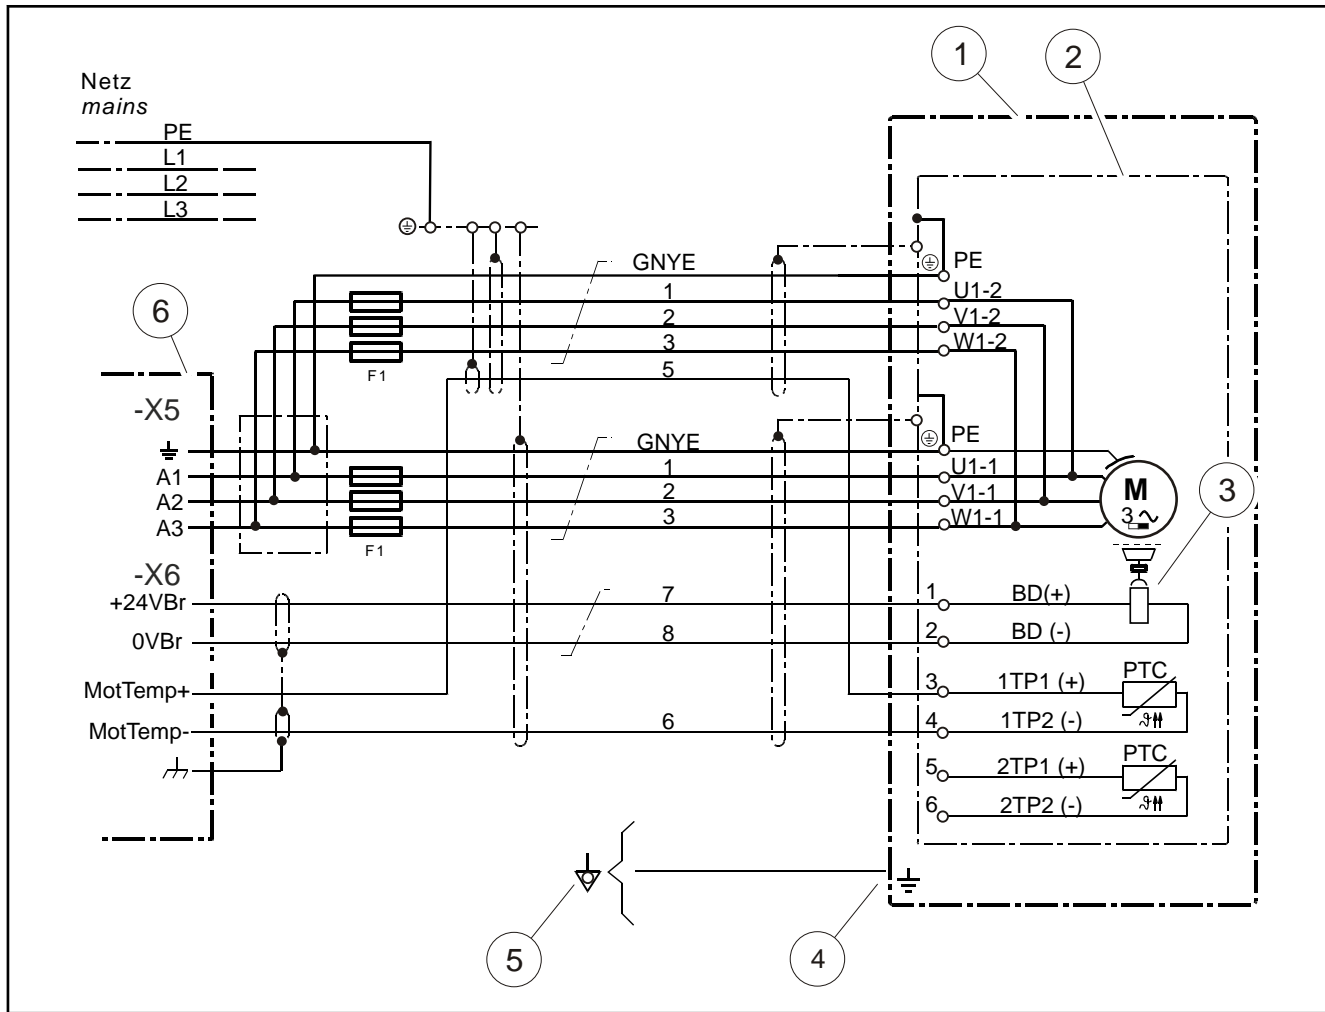 1
2
Netz
mains
PE
L1
L2
L3
GNYE
PE
1
U1-2
2
V1-2
3
W1-2
F1
5
6
-X5
GNYE
PE
A1
1
U1-1
A2
2
V1-1
A3
3
W1-1
F1
M
3
3
-X6
+24VBr
7
1
BD(+)
0VBr
8
2
BD (-)
MotTemp+
3
1TP1 (+)
PTC
ϑ
MotTemp-
6
4
1TP2 (-)
5
2TP1 (+)
PTC
ϑ
6
2TP2 (-)
5
4